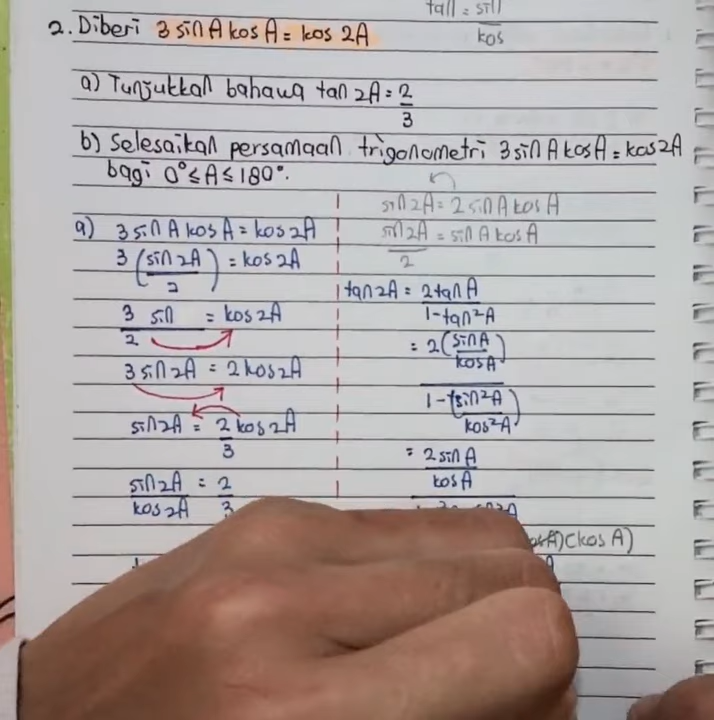 tan = sin
kos
2. Diberi 3 sin A kos A = kos 2A
a) Tunjukkan bahawa tan 2A = 2/3
b) Selesaikan persamaan trigonometri 3 sin A kos A = kos 2A
bagi 0° ≤ A ≤ 180°.
a) 3 sin A kos A = kos 2A
3 (sin 2A / 2) = kos 2A
3/2 sin = kos 2A
3 sin 2A = 2 kos 2A
sin 2A = 2/3 kos 2A
sin 2A / kos 2A = 2/3
sin 2A = 2 sin A kos A
sin 2A / 2 = sin A kos A
tan 2A = 2 tan A / 1 - tan² A
= 2 (sin A / kos A)
1 - (sin² A / kos² A)
= 2 sin A / kos A
A) (kos A)